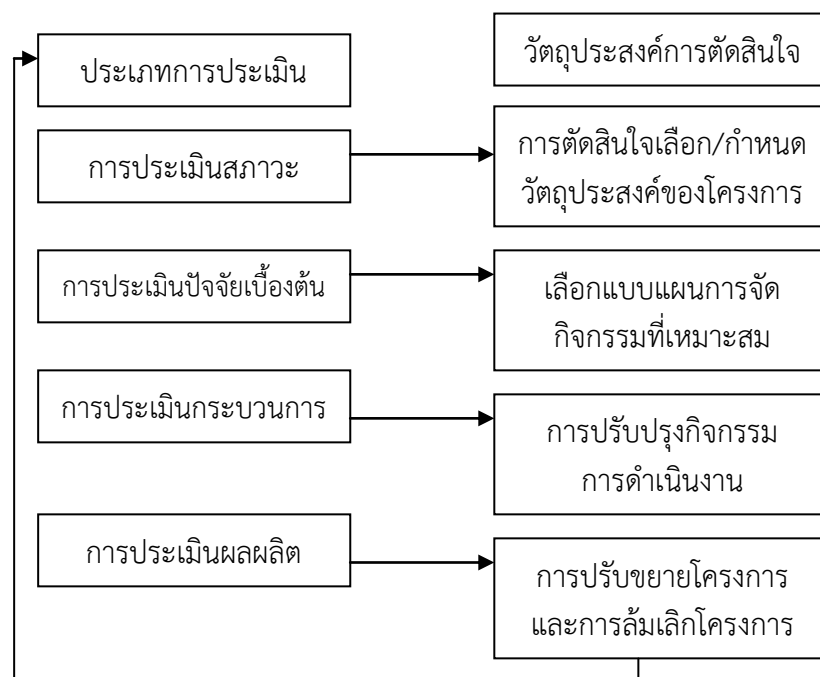 ประเภทการประเมิน
วัตถุประสงค์การตัดสินใจ
การประเมินสภาวะ
การตัดสินใจเลือก/กำหนด
วัตถุประสงค์ของโครงการ
การประเมินปัจจัยเบื้องต้น
เลือกแบบแผนการจัด
กิจกรรมที่เหมาะสม
การประเมินกระบวนการ
การปรับปรุงกิจกรรม
การดำเนินงาน
การประเมินผลผลิต
การปรับขยายโครงการ
และการล้มเลิกโครงการ